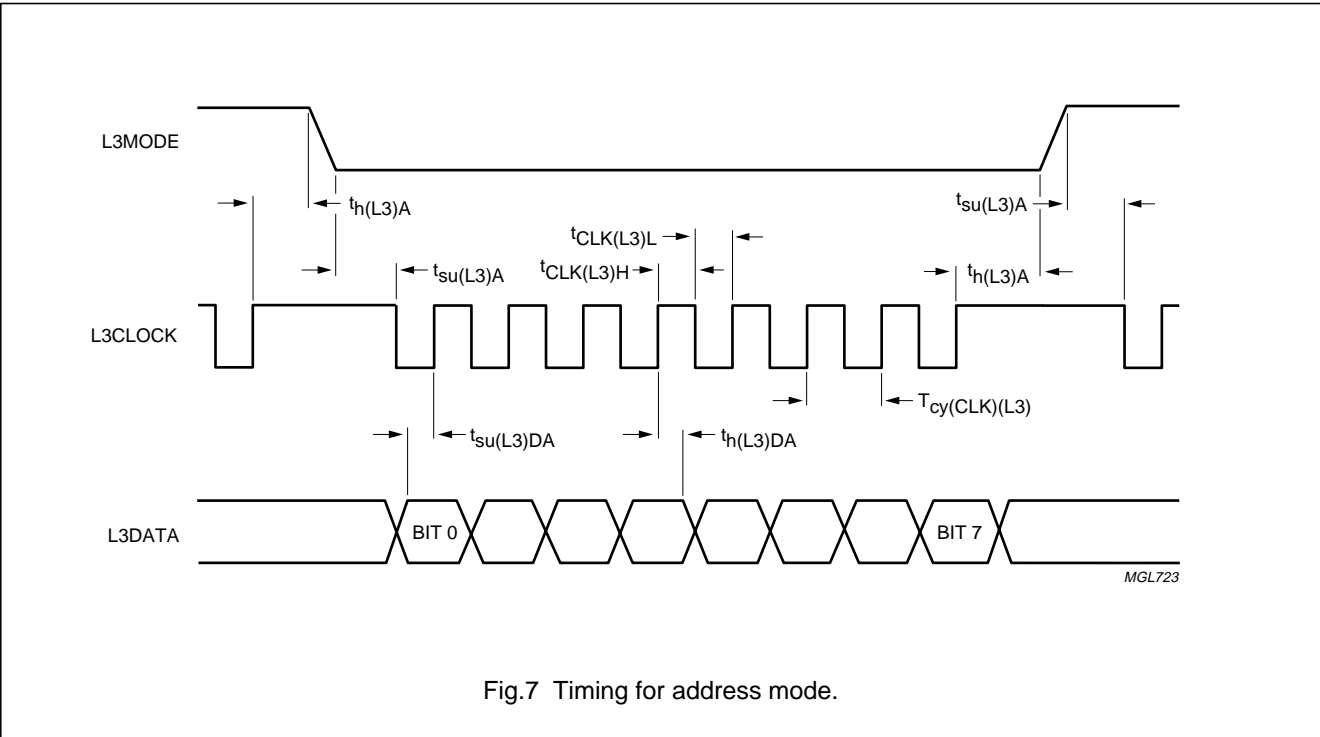 L3MODE
th(L3)A
tsu(L3)A
tCLK(L3)L
tCLK(L3)H
tsu(L3)A
th(L3)A
L3CLOCK
Tcy(CLK)(L3)
tsu(L3)DA
th(L3)DA
L3DATA
BIT 0
BIT 7
MGL723
Fig.7 Timing for address mode.